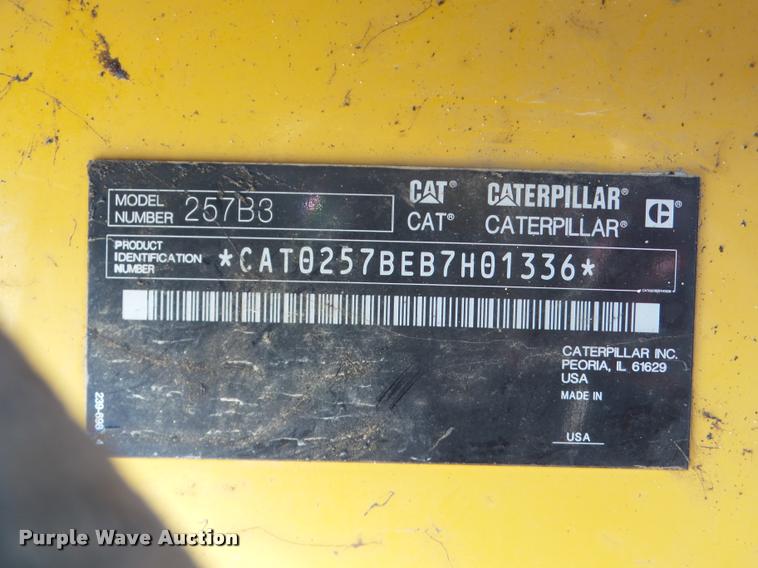 MODEL NUMBER 257B3
CAT® CATERPILLAR®
CAT® CATERPILLAR®
PRODUCT IDENTIFICATION NUMBER *CAT0257BEB7H01336*
CATERPILLAR INC.
PEORIA, IL 61629
USA
MADE IN
USA
Purple Wave Auction